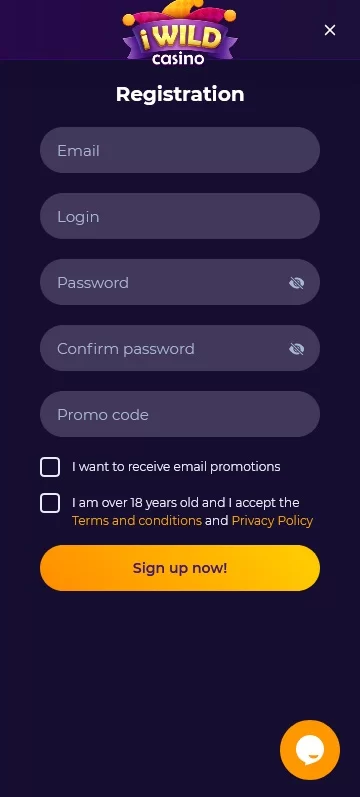 i WILD
casino
Registration
Email
Login
Password
Confirm password
Promo code
I want to receive email promotions
I am over 18 years old and I accept the
Terms and conditions and Privacy Policy
Sign up now!